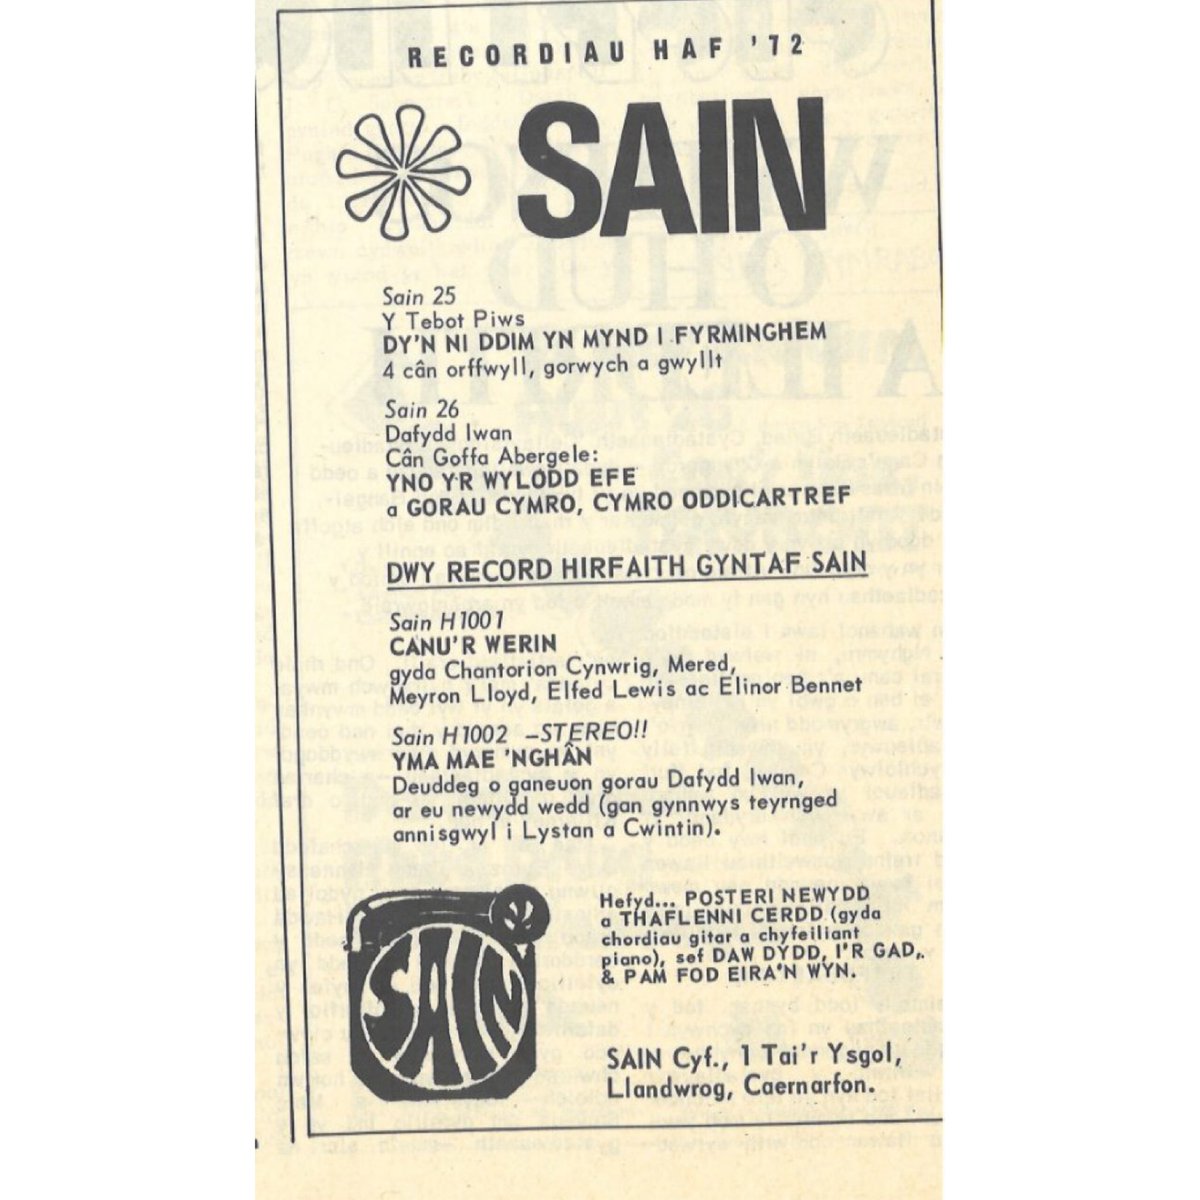 RECORDIAU HAF '72
SAIN
Sain 25
Y Tebot Piws
DY'N NI DDIM YN MYND I FYRMINGHEM
4 cân orffwyll, gorwych a gwyllt
Sain 26
Dafydd Iwan
Cân Goffa Abergele:
YNO YR WYLODD EFE
a GORAU CYMRO, CYMRO ODDICARTREF
DWY RECORD HIRFAITH GYNTAF SAIN
Sain H1001
CANU'R WERIN
gyda Chantorion Cynwrig, Mered,
Meyron Lloyd, Elfed Lewis ac Elinor Bennet
Sain H1002 -STEREO!!
YMA MAE 'NGHÂN
Deuddeg o ganeuon gorau Dafydd Iwan,
ar eu newydd wedd (gan gynnwys teyrnged
annisgwyl i Lystan a Cwintin).
SAIN
Hefyd... POSTERI NEWYDD
a THAFLENNI CERDD (gyda
chordiau gitar a chyfeiliant
piano), sef DAW DYDD, I'R GAD,.
& PAM FOD EIRA'N WYN.
SAIN Cyf., 1 Tai'r Ysgol,
Llandwrog, Caernarfon.